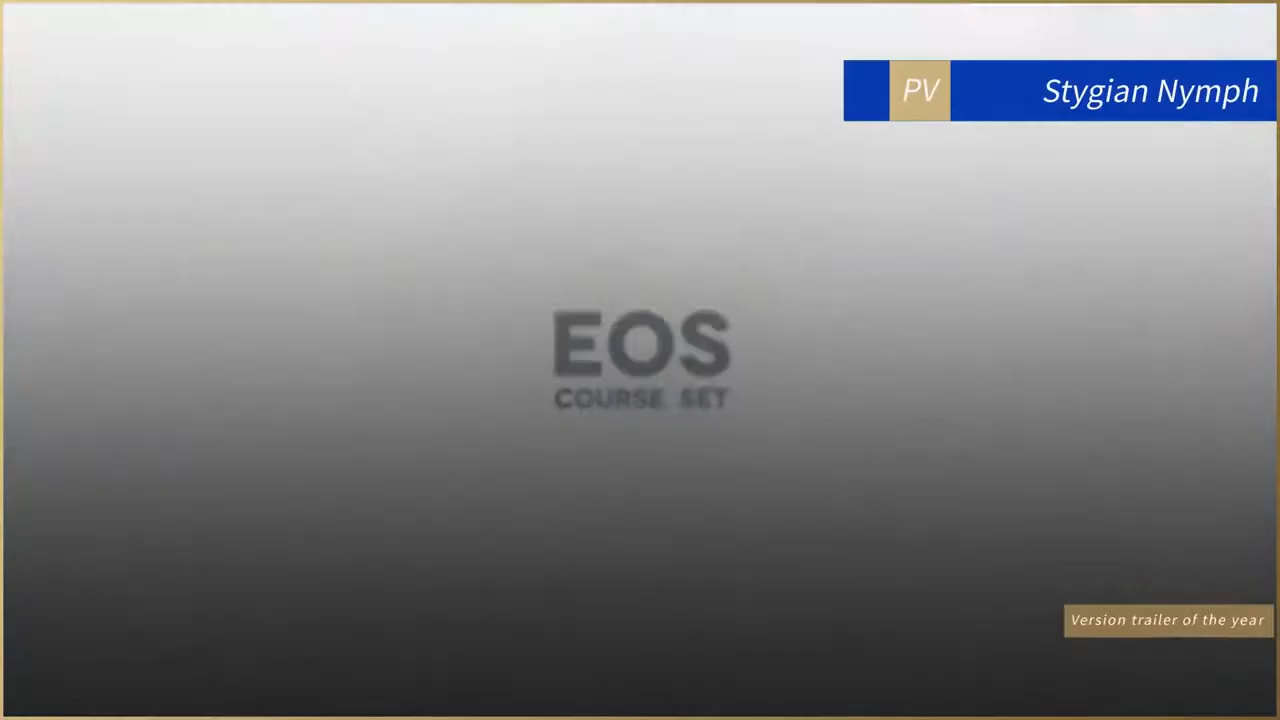 PV
Stygian Nymph
EOS
COURSE SET
Version trailer of the year